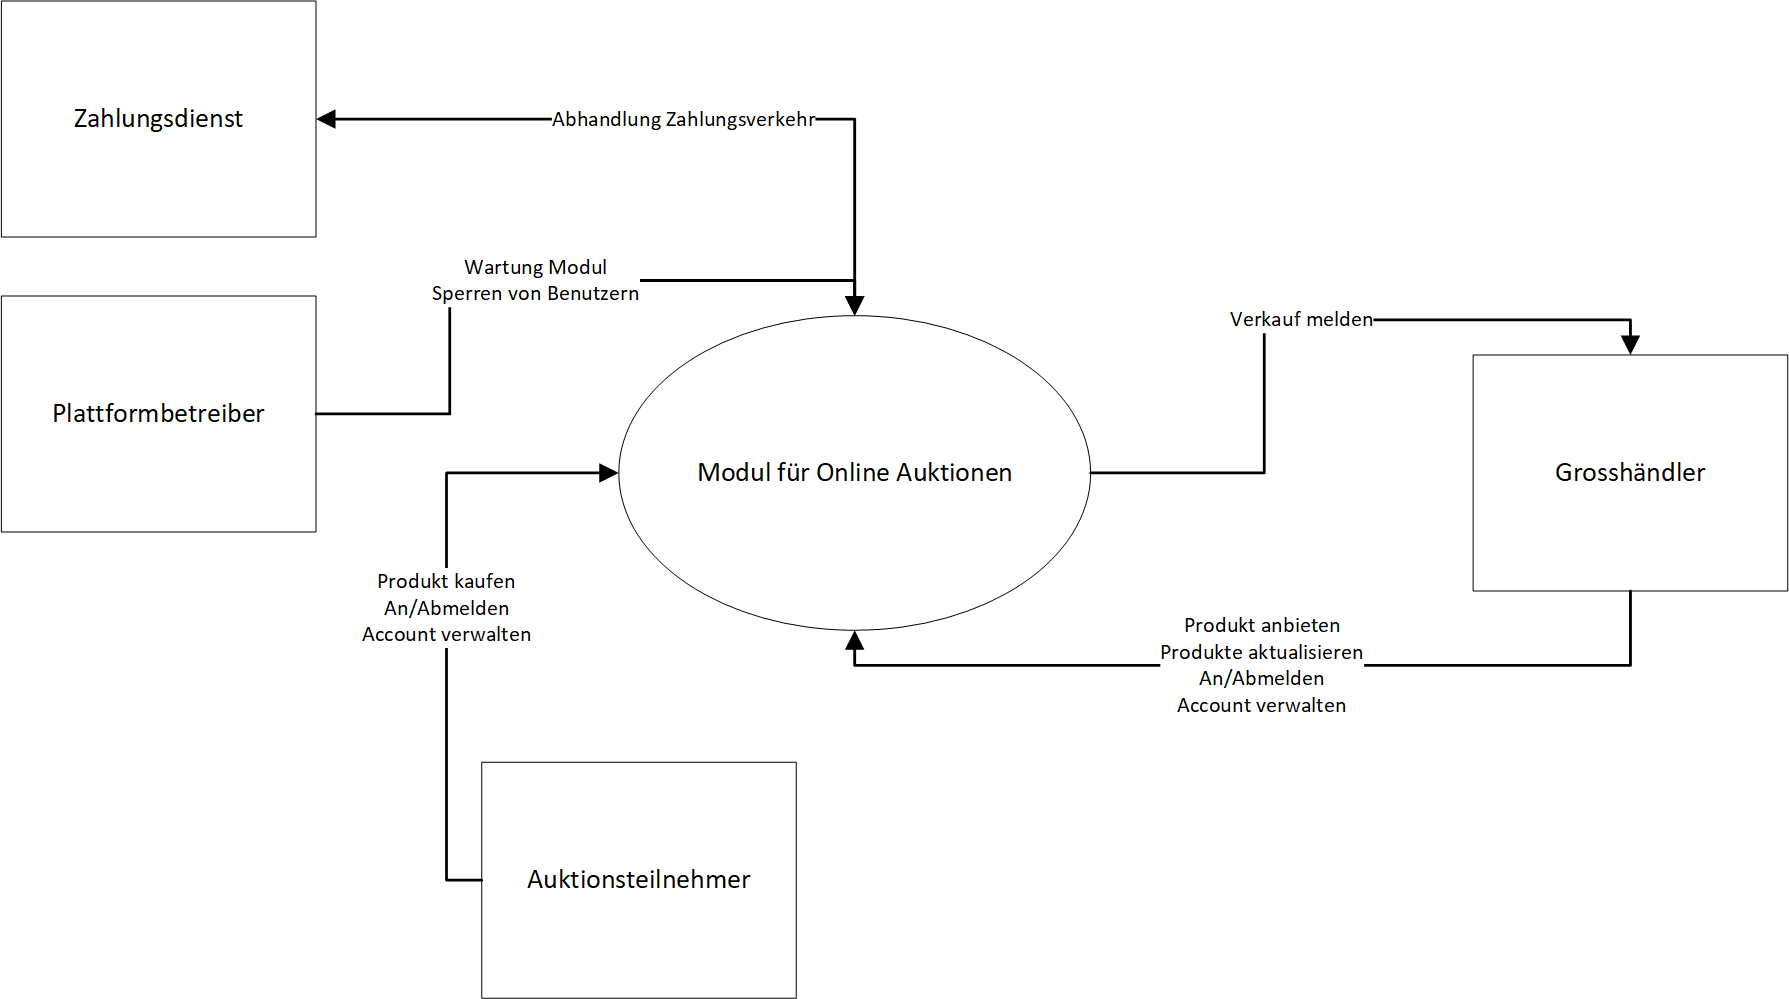 Zahlungsdienst
Abhandlung Zahlungsverkehr
Wartung Modul
Sperren von Benutzern
Plattformbetreiber
Verkauf melden
Modul für Online Auktionen
Grosshändler
Produkt kaufen
An/Abmelden
Account verwalten
Produkt anbieten
Produkte aktualisieren
An/Abmelden
Account verwalten
Auktionsteilnehmer